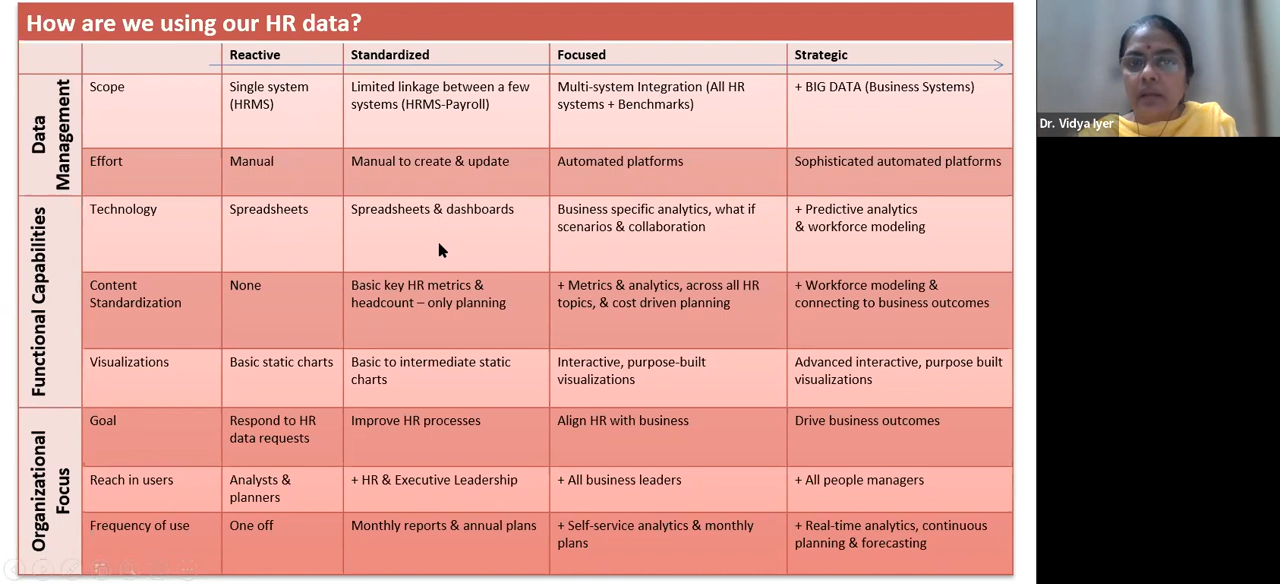 How are we using our HR data?
Reactive
Standardized
Focused
Strategic
Data
Management
Scope
Single system
(HRMS)
Limited linkage between a few
systems (HRMS-Payroll)
Multi-system Integration (All HR
systems + Benchmarks)
+ BIG DATA (Business Systems)
Effort
Manual
Manual to create & update
Automated platforms
Sophisticated automated platforms
Functional Capabilities
Technology
Spreadsheets
Spreadsheets & dashboards
Business specific analytics, what if
scenarios & collaboration
+ Predictive analytics
& workforce modeling
Content
Standardization
None
Basic key HR metrics &
headcount – only planning
+ Metrics & analytics, across all HR
topics, & cost driven planning
+ Workforce modeling &
connecting to business outcomes
Visualizations
Basic static charts
Basic to intermediate static
charts
Interactive, purpose-built
visualizations
Advanced interactive, purpose built
visualizations
Organizational
Focus
Goal
Respond to HR
data requests
Improve HR processes
Align HR with business
Drive business outcomes
Reach in users
Analysts &
planners
+ HR & Executive Leadership
+ All business leaders
+ All people managers
Frequency of use
One off
Monthly reports & annual plans
+ Self-service analytics & monthly
plans
+ Real-time analytics, continuous
planning & forecasting
Dr. Vidya Iyer